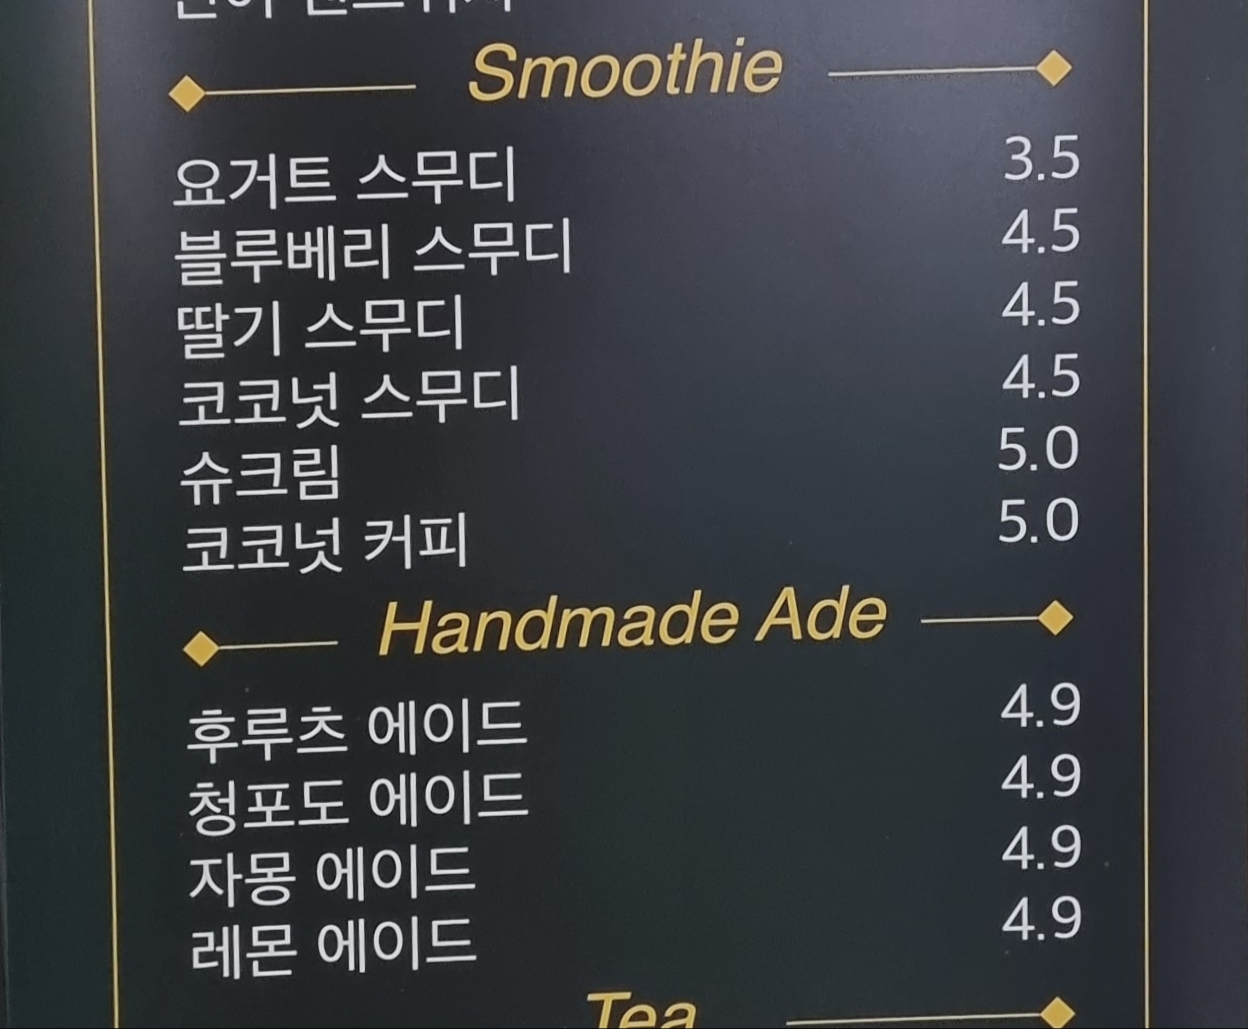 Smoothie
요거트 스무디 3.5
블루베리 스무디 4.5
딸기 스무디 4.5
코코넛 스무디 4.5
슈크림 5.0
코코넛 커피 5.0
Handmade Ade
후루츠 에이드 4.9
청포도 에이드 4.9
자몽 에이드 4.9
레몬 에이드 4.9
Tea